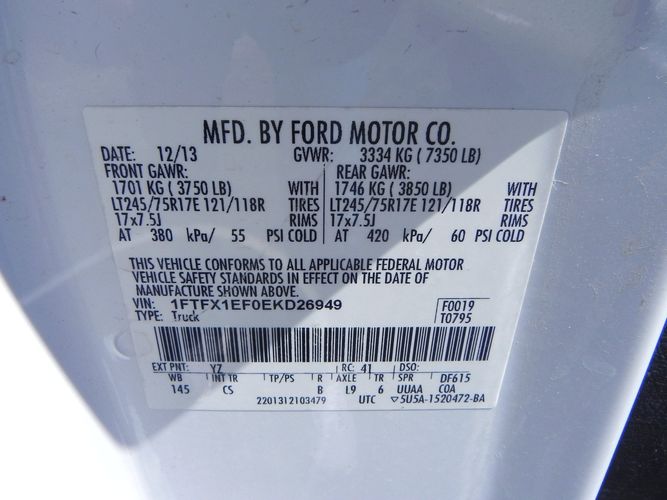 MFD. BY FORD MOTOR CO.
DATE: 12/13 GVWR: 3334 KG ( 7350 LB)
FRONT GAWR: REAR GAWR:
1701 KG ( 3750 LB) WITH 1746 KG ( 3850 LB) WITH
LT245/75R17E 121/118R TIRES LT245/75R17E 121/118R TIRES
17x7.5J RIMS 17x7.5J RIMS
AT 380 kPa/ 55 PSI COLD AT 420 kPa/ 60 PSI COLD
THIS VEHICLE CONFORMS TO ALL APPLICABLE FEDERAL MOTOR
VEHICLE SAFETY STANDARDS IN EFFECT ON THE DATE OF
MANUFACTURE SHOWN ABOVE.
VIN: 1FTFX1EF0EKD26949 F0019
TYPE: Truck T0795
EXT PNT: YZ RC: 41 DSO:
WB INT TR TP/PS R AXLE TR SPR DF615
145 CS B L9 6 UUAA COA
2201312103479 UTC ▽5U5A-1520472-BA